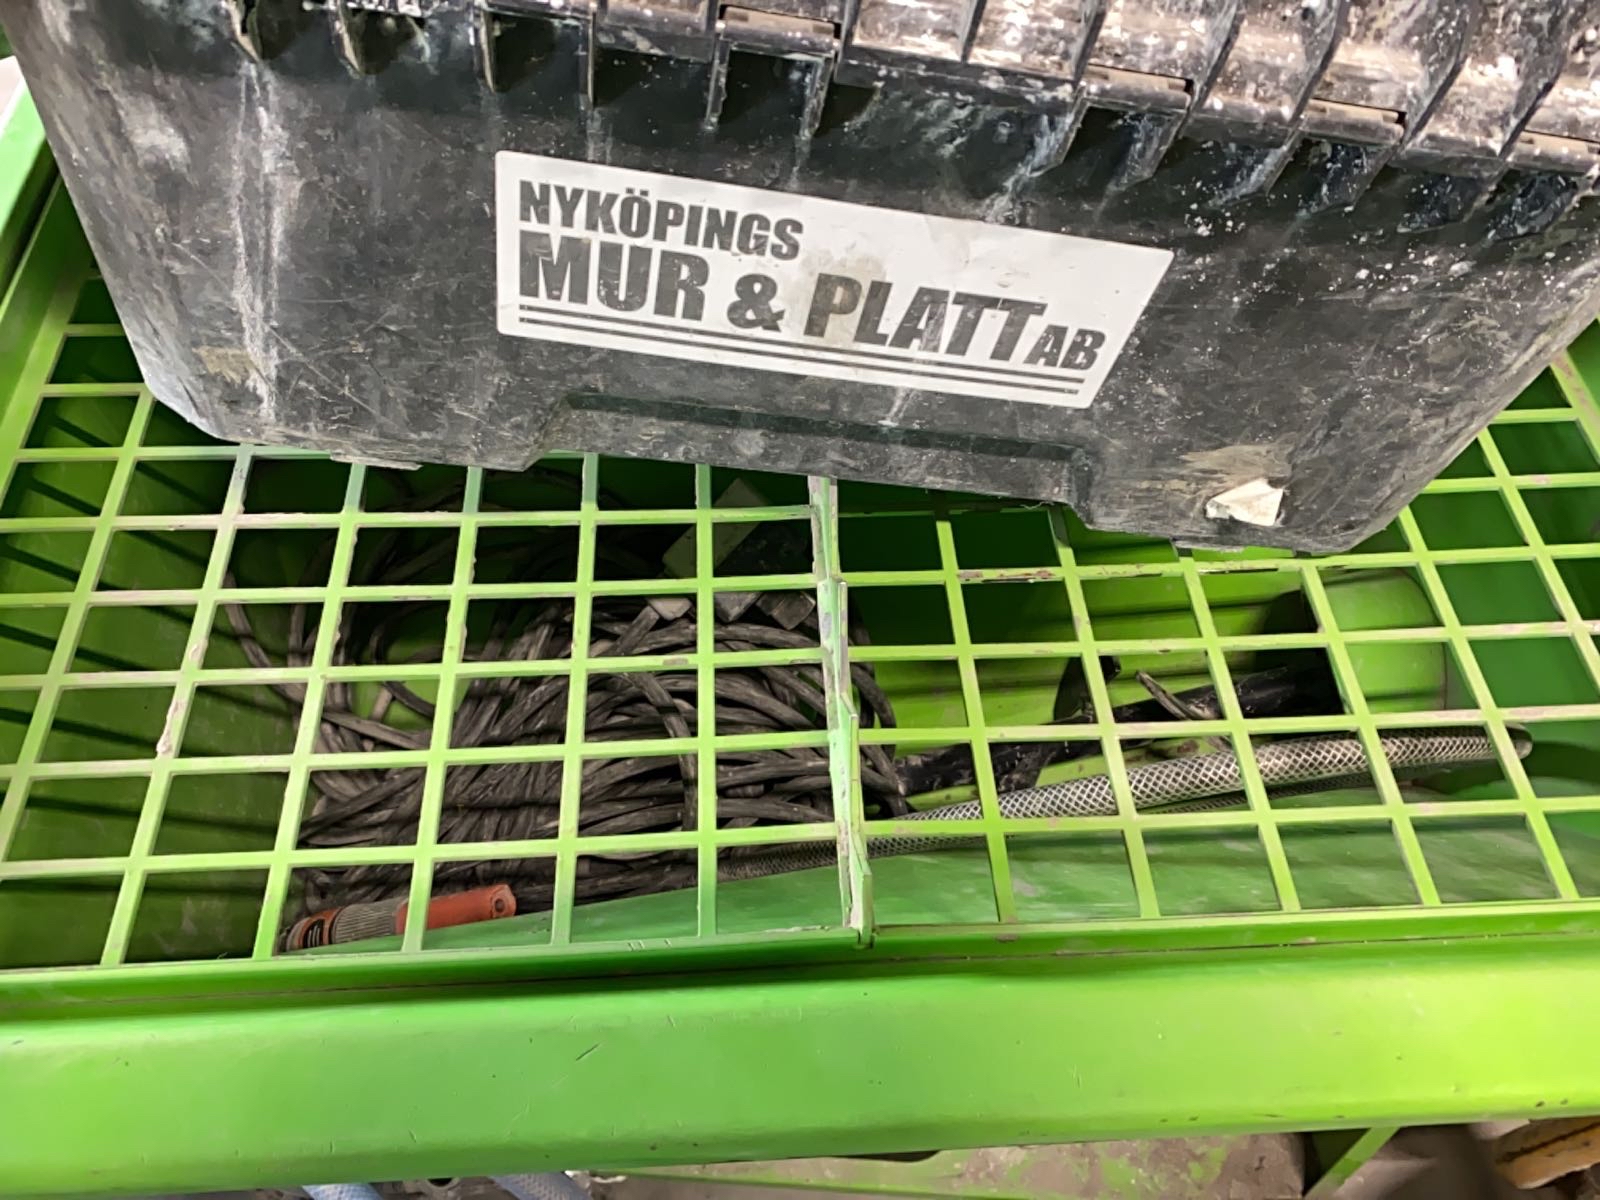 NYKÖPINGS
MUR & PLATT AB